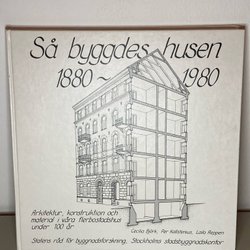 Så byggdes husen
1880~
1980
Arkitektur, konstruktion och
material i våra flerbostadshus
under 100 år
Cecilia Björk, Per Kallstenius, Laila Reppen
Statens råd för byggnadsforskning, Stockholms stadsbyggnadskontor